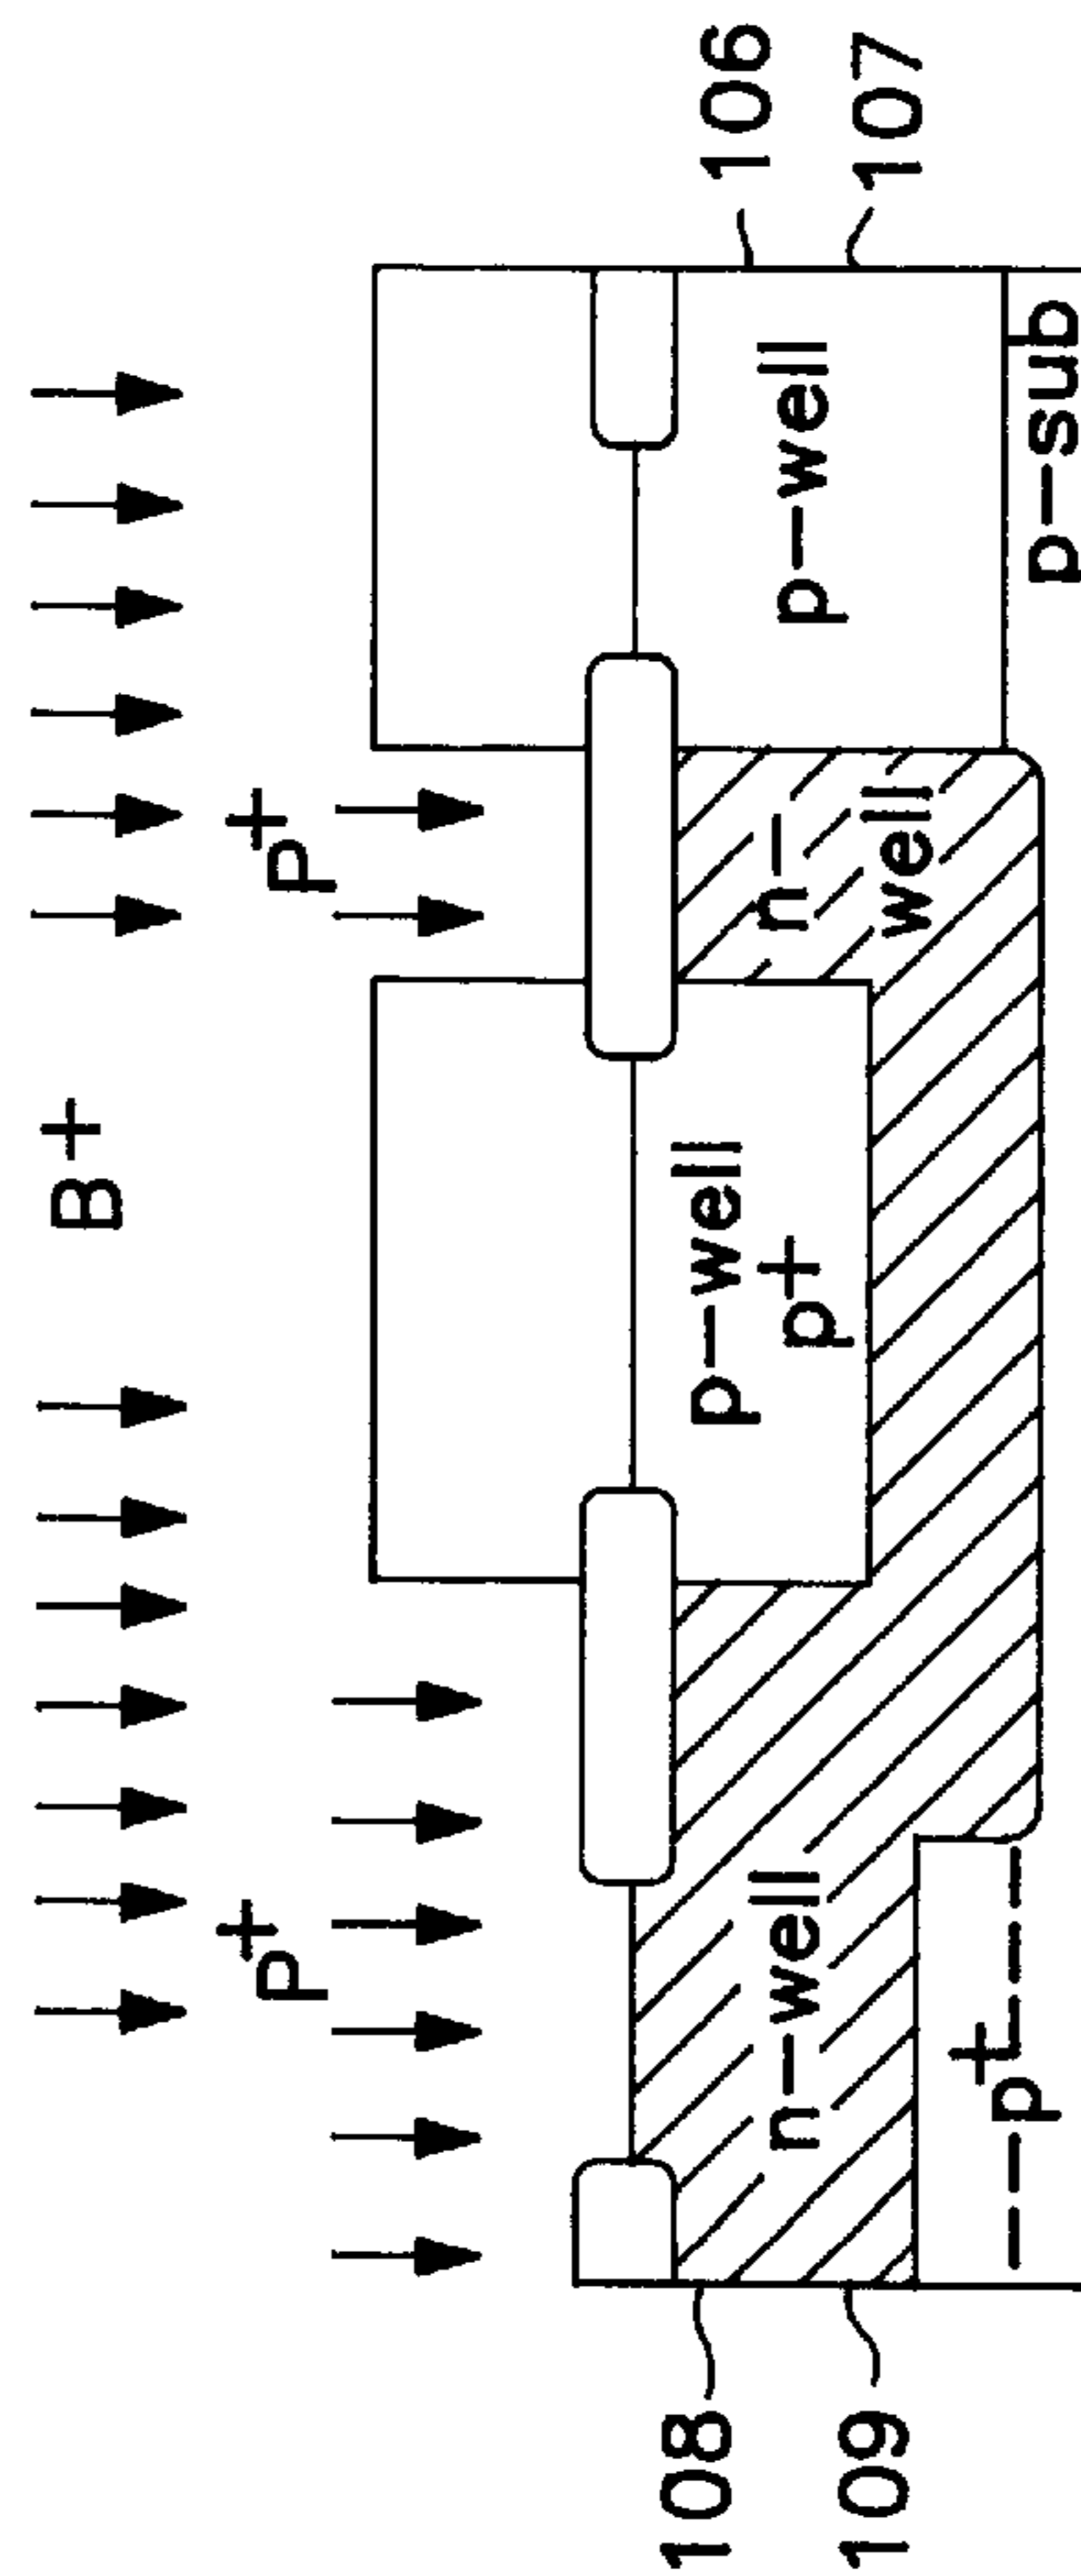 B+
P+ P+
108 p-well 106
n-well p+ n- p-well
109 well 107
p+ p-sub